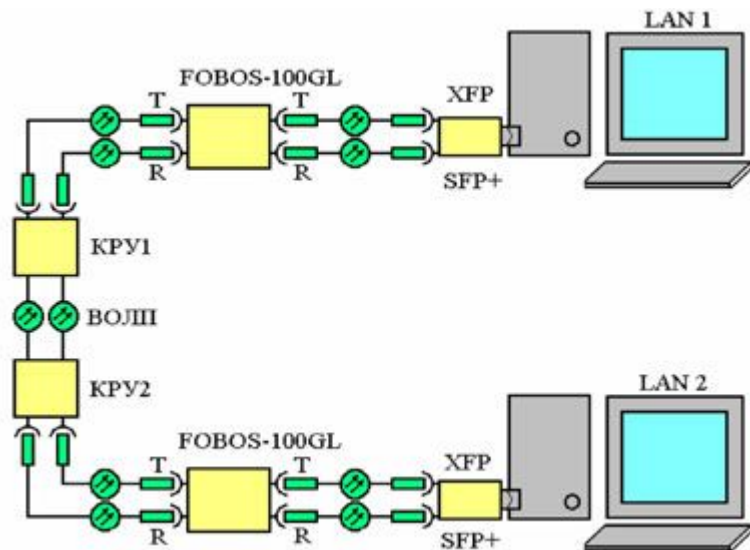 LAN 1
FOBOS-100GL
XFP
T
T
R
R
SFP+
КРУ1
ВОЛП
КРУ2
LAN 2
FOBOS-100GL
XFP
T
T
R
R
SFP+